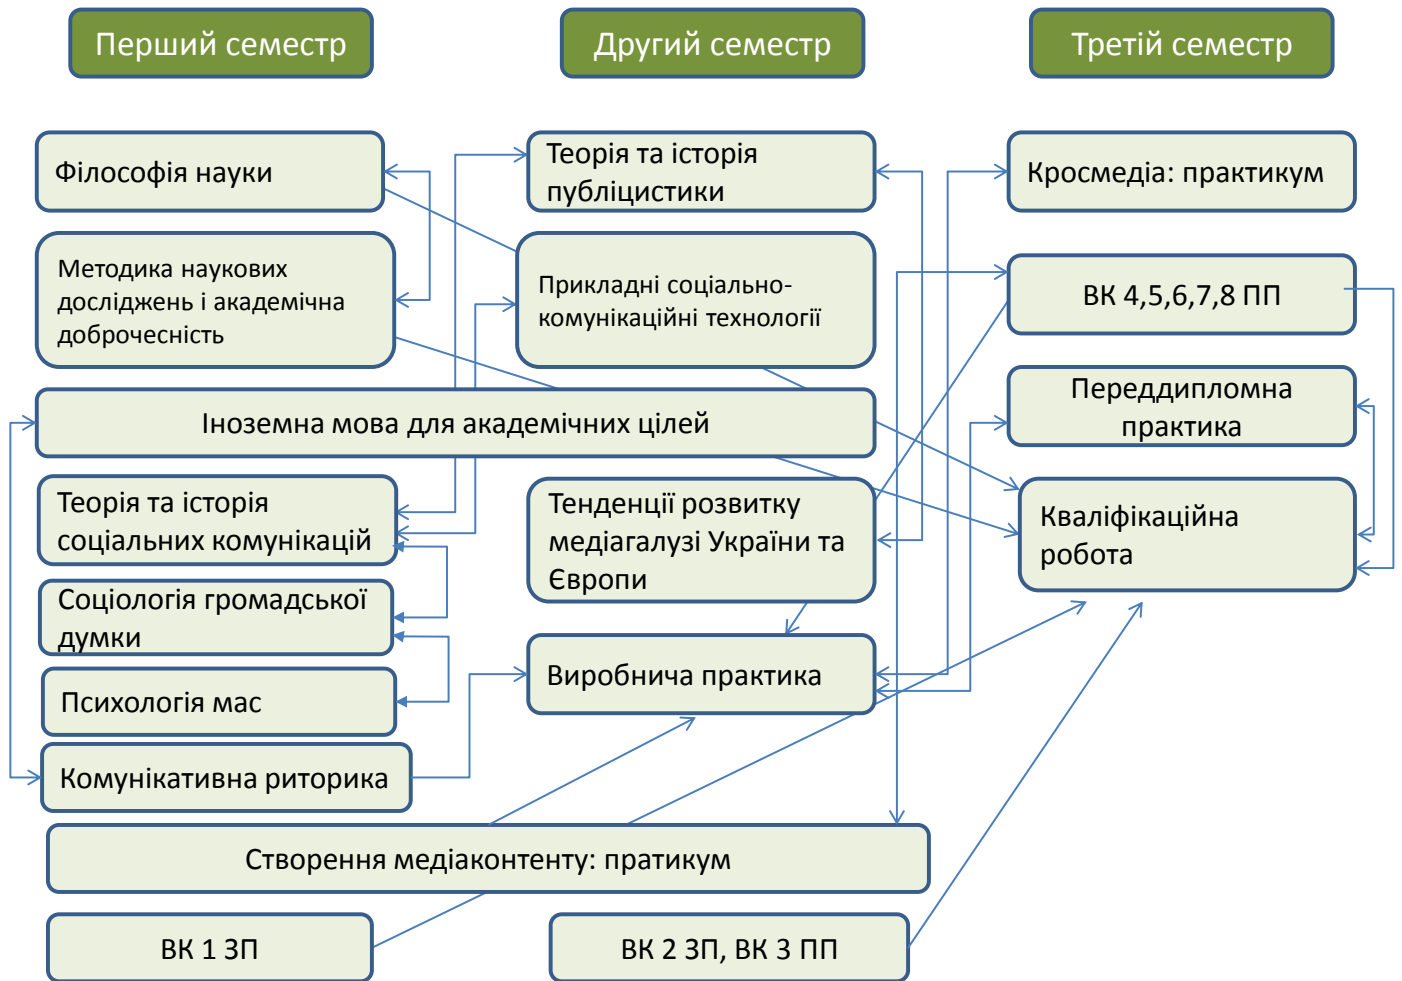 Перший семестр
Другий семестр
Третій семестр
Філософія науки
Теорія та історія
публіцистики
Кросмедіа: практикум
Методика наукових
досліджень і академічна
доброчесність
Прикладні соціально-
комунікаційні технології
ВК 4,5,6,7,8 ПП
Іноземна мова для академічних цілей
Переддипломна
практика
Теорія та історія
соціальних комунікацій
Тенденції розвитку
медіагалузі України та
Європи
Кваліфікаційна
робота
Соціологія громадської
думки
Виробнича практика
Психологія мас
Комунікативна риторика
Створення медіаконтенту: пратикум
ВК 1 ЗП
ВК 2 ЗП, ВК 3 ПП